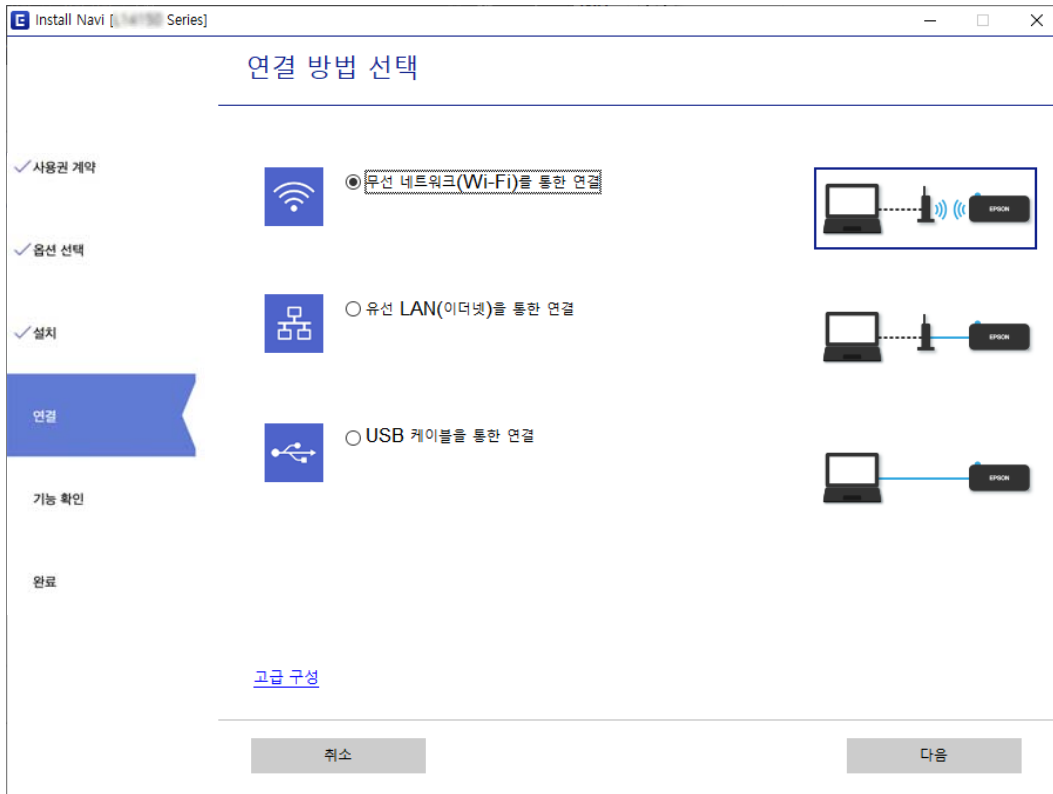 Install Navi [ Series]
연결 방법 선택
사용권 계약
옵션 선택
설치
연결
기능 확인
완료
무선 네트워크(Wi-Fi)를 통한 연결
EPSON
유선 LAN(이더넷)을 통한 연결
EPSON
USB 케이블을 통한 연결
EPSON
고급 구성
취소
다음